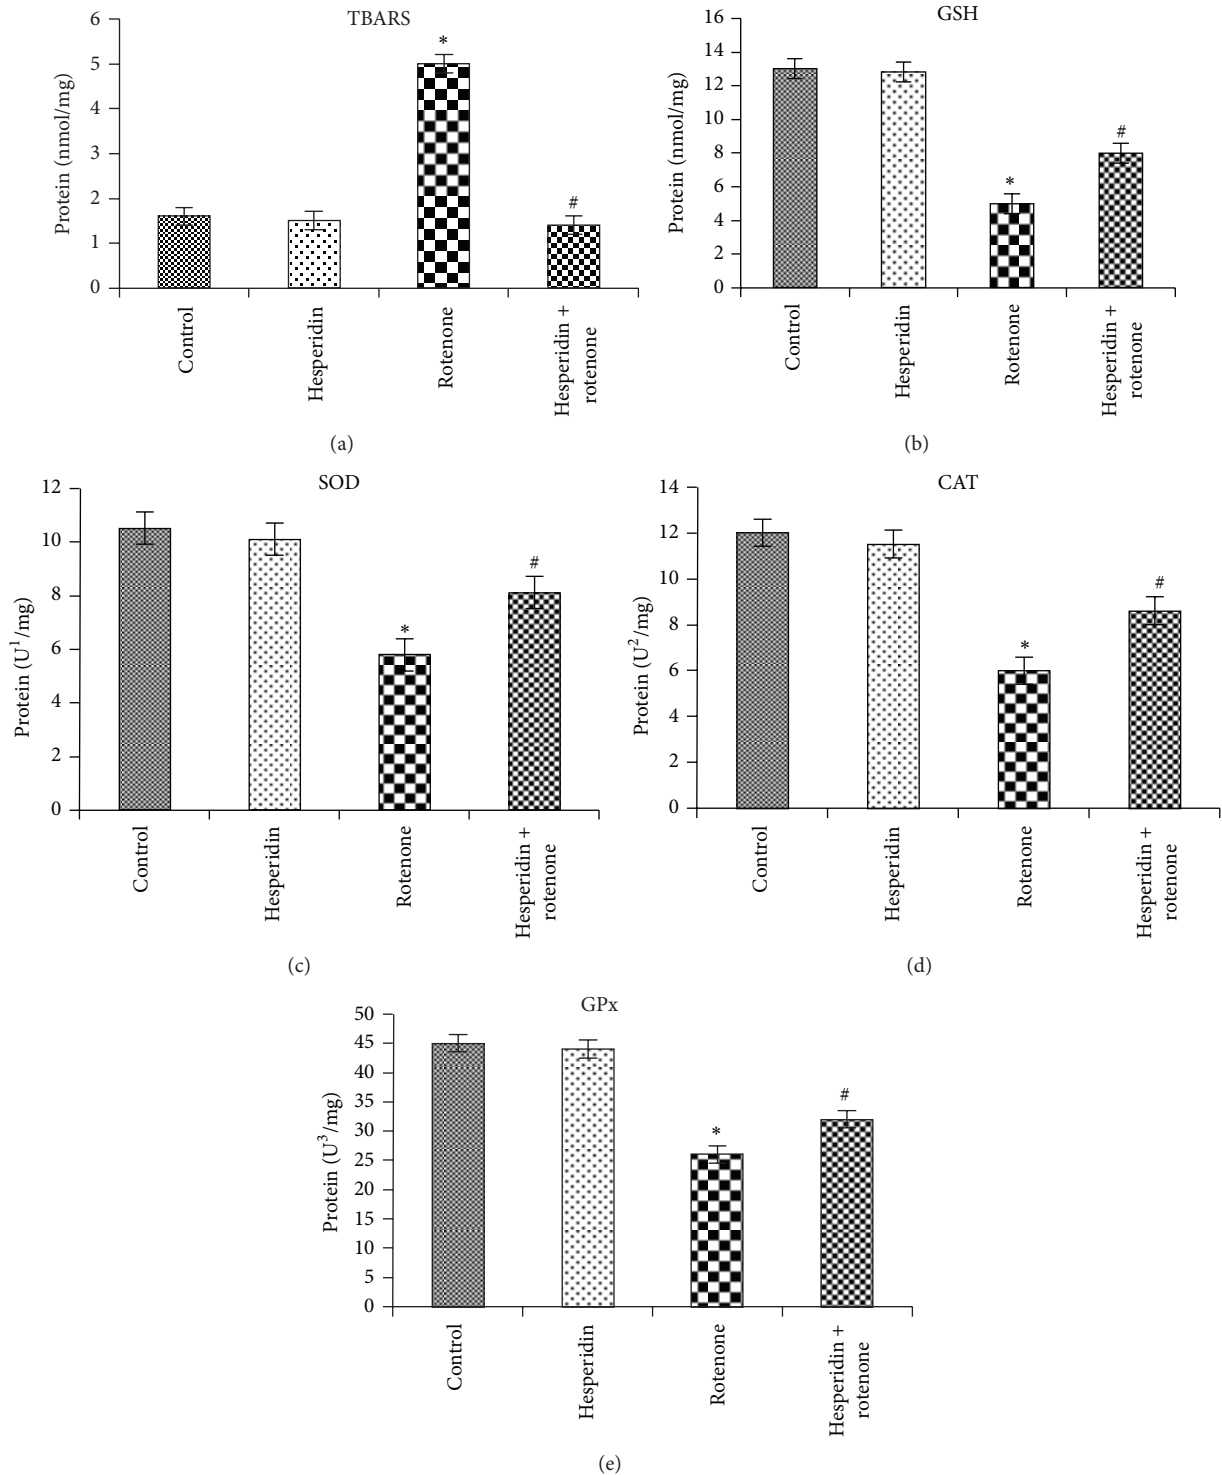 TBARS
Protein (nmol/mg)
6
5
4
3
2
1
0
*
#
Control
Hesperidin
Rotenone
Hesperidin +
rotenone
(a)
GSH
Protein (nmol/mg)
16
14
12
10
8
6
4
2
0
*
#
Control
Hesperidin
Rotenone
Hesperidin +
rotenone
(b)
SOD
Protein (U¹/mg)
12
10
8
6
4
2
0
*
#
Control
Hesperidin
Rotenone
Hesperidin +
rotenone
(c)
CAT
Protein (U²/mg)
14
12
10
8
6
4
2
0
*
#
Control
Hesperidin
Rotenone
Hesperidin +
rotenone
(d)
GPx
Protein (U³/mg)
50
45
40
35
30
25
20
15
10
5
0
*
#
Control
Hesperidin
Rotenone
Hesperidin +
rotenone
(e)